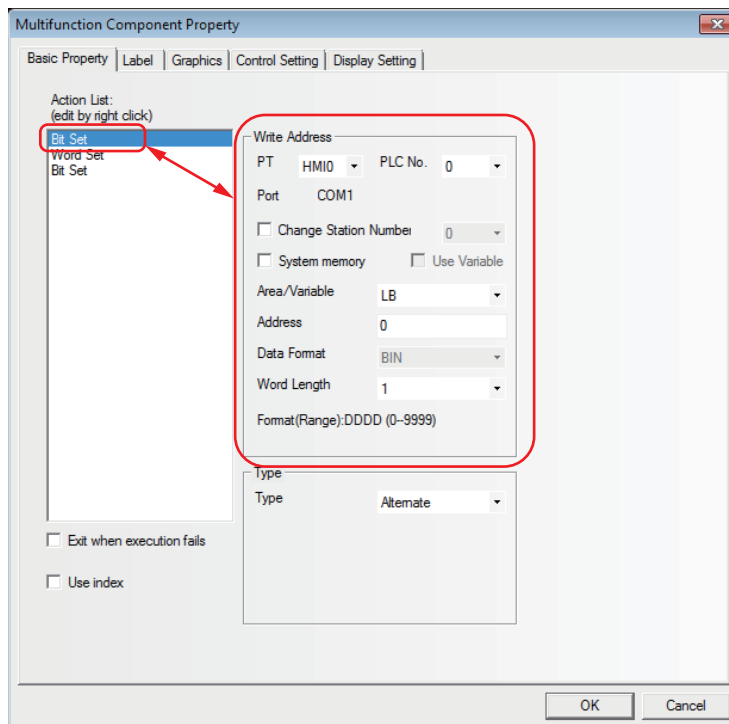 Multifunction Component Property
Basic Property Label Graphics Control Setting Display Setting
Action List:
(edit by right click)
Bit Set
Word Set
Bit Set
Exit when execution fails
Use index
Write Address
PT HMI0 PLC No. 0
Port COM1
Change Station Number 0
System memory Use Variable
Area/Variable LB
Address 0
Data Format BIN
Word Length 1
Format(Range):DDDD (0--9999)
Type
Type Alternate
OK Cancel